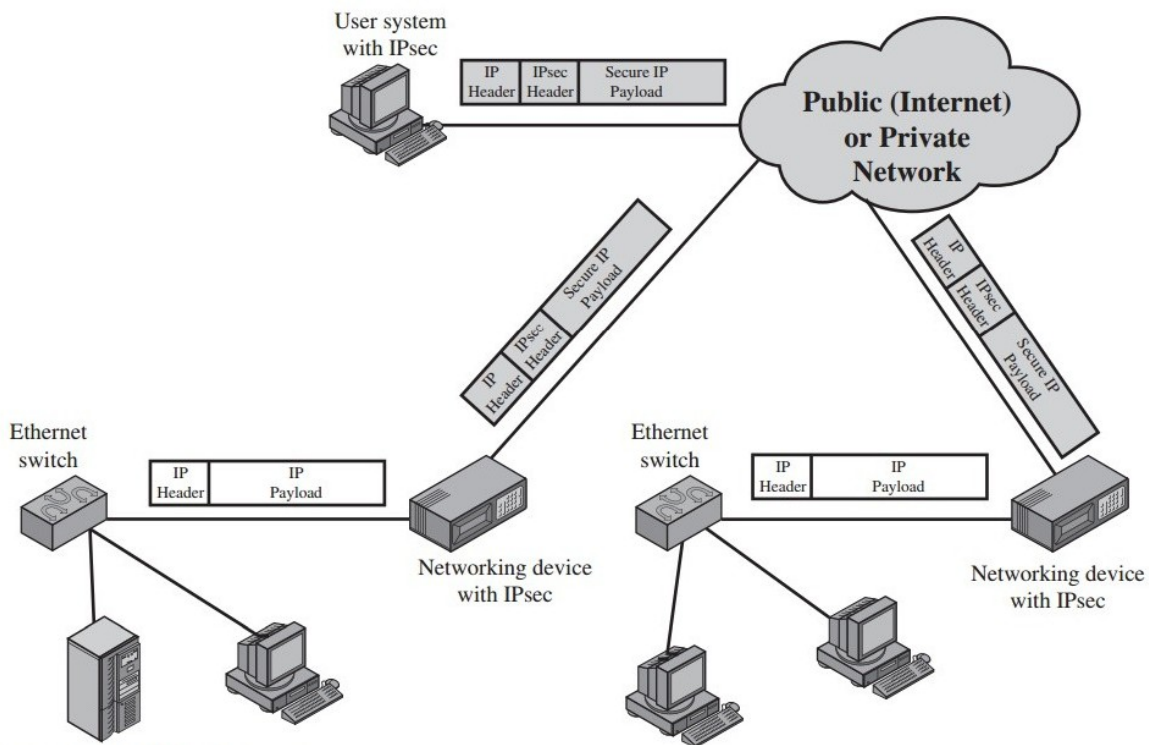 User system
with IPsec
IP
Header
IPsec
Header
Secure IP
Payload
Public (Internet)
or Private
Network
IP
Header
IPsec
Header
Secure IP
Payload
IP
Header
IPsec
Header
Secure IP
Payload
Ethernet
switch
IP
Header
IP
Payload
Networking device
with IPsec
Ethernet
switch
IP
Header
IP
Payload
Networking device
with IPsec